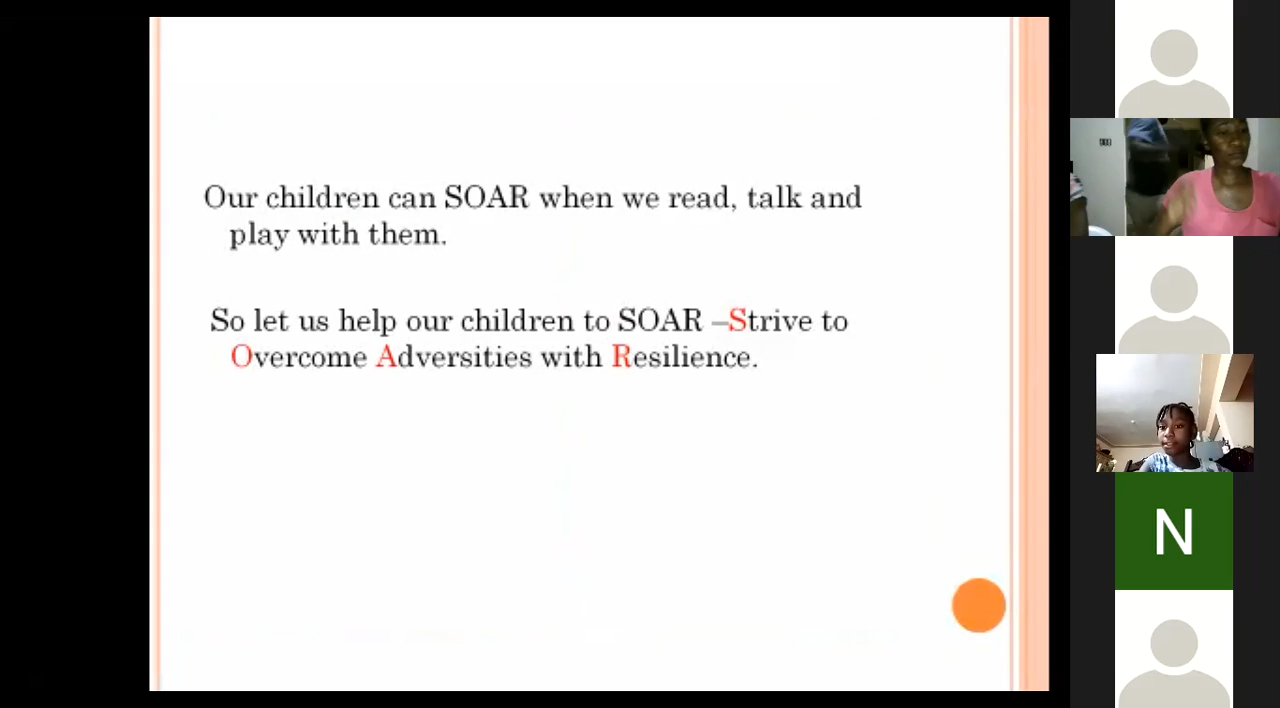 Our children can SOAR when we read, talk and
play with them.
So let us help our children to SOAR –Strive to
Overcome Adversities with Resilience.
N